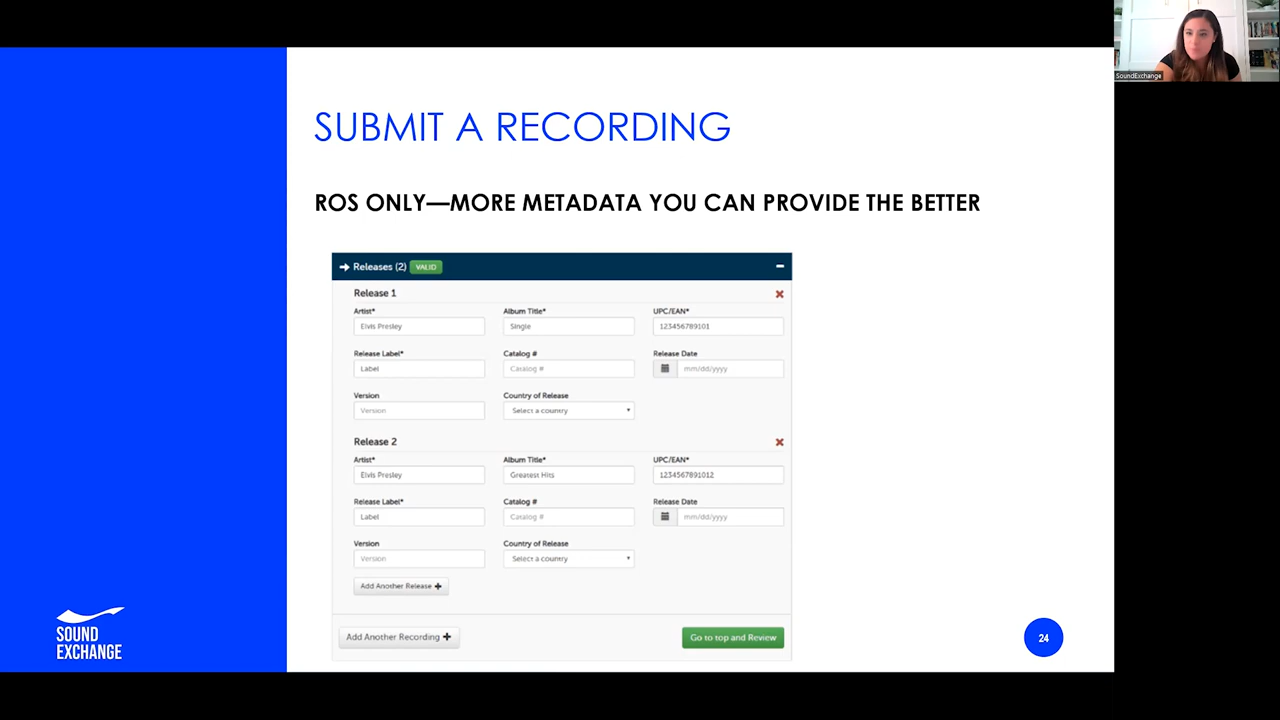 SoundExchange
SUBMIT A RECORDING
ROS ONLY—MORE METADATA YOU CAN PROVIDE THE BETTER
Releases (2) VALID
Release 1
Artist* Album Title* UPC/EAN*
Elvis Presley Single 123456789101
Release Label* Catalog # Release Date
Label Catalog # mm/dd/yyyy
Version Country of Release
Version Select a country
Release 2
Artist* Album Title* UPC/EAN*
Elvis Presley Greatest Hits 1234567891012
Release Label* Catalog # Release Date
Label Catalog # mm/dd/yyyy
Version Country of Release
Version Select a country
Add Another Release +
Add Another Recording + Go to top and Review
SOUND
EXCHANGE
24